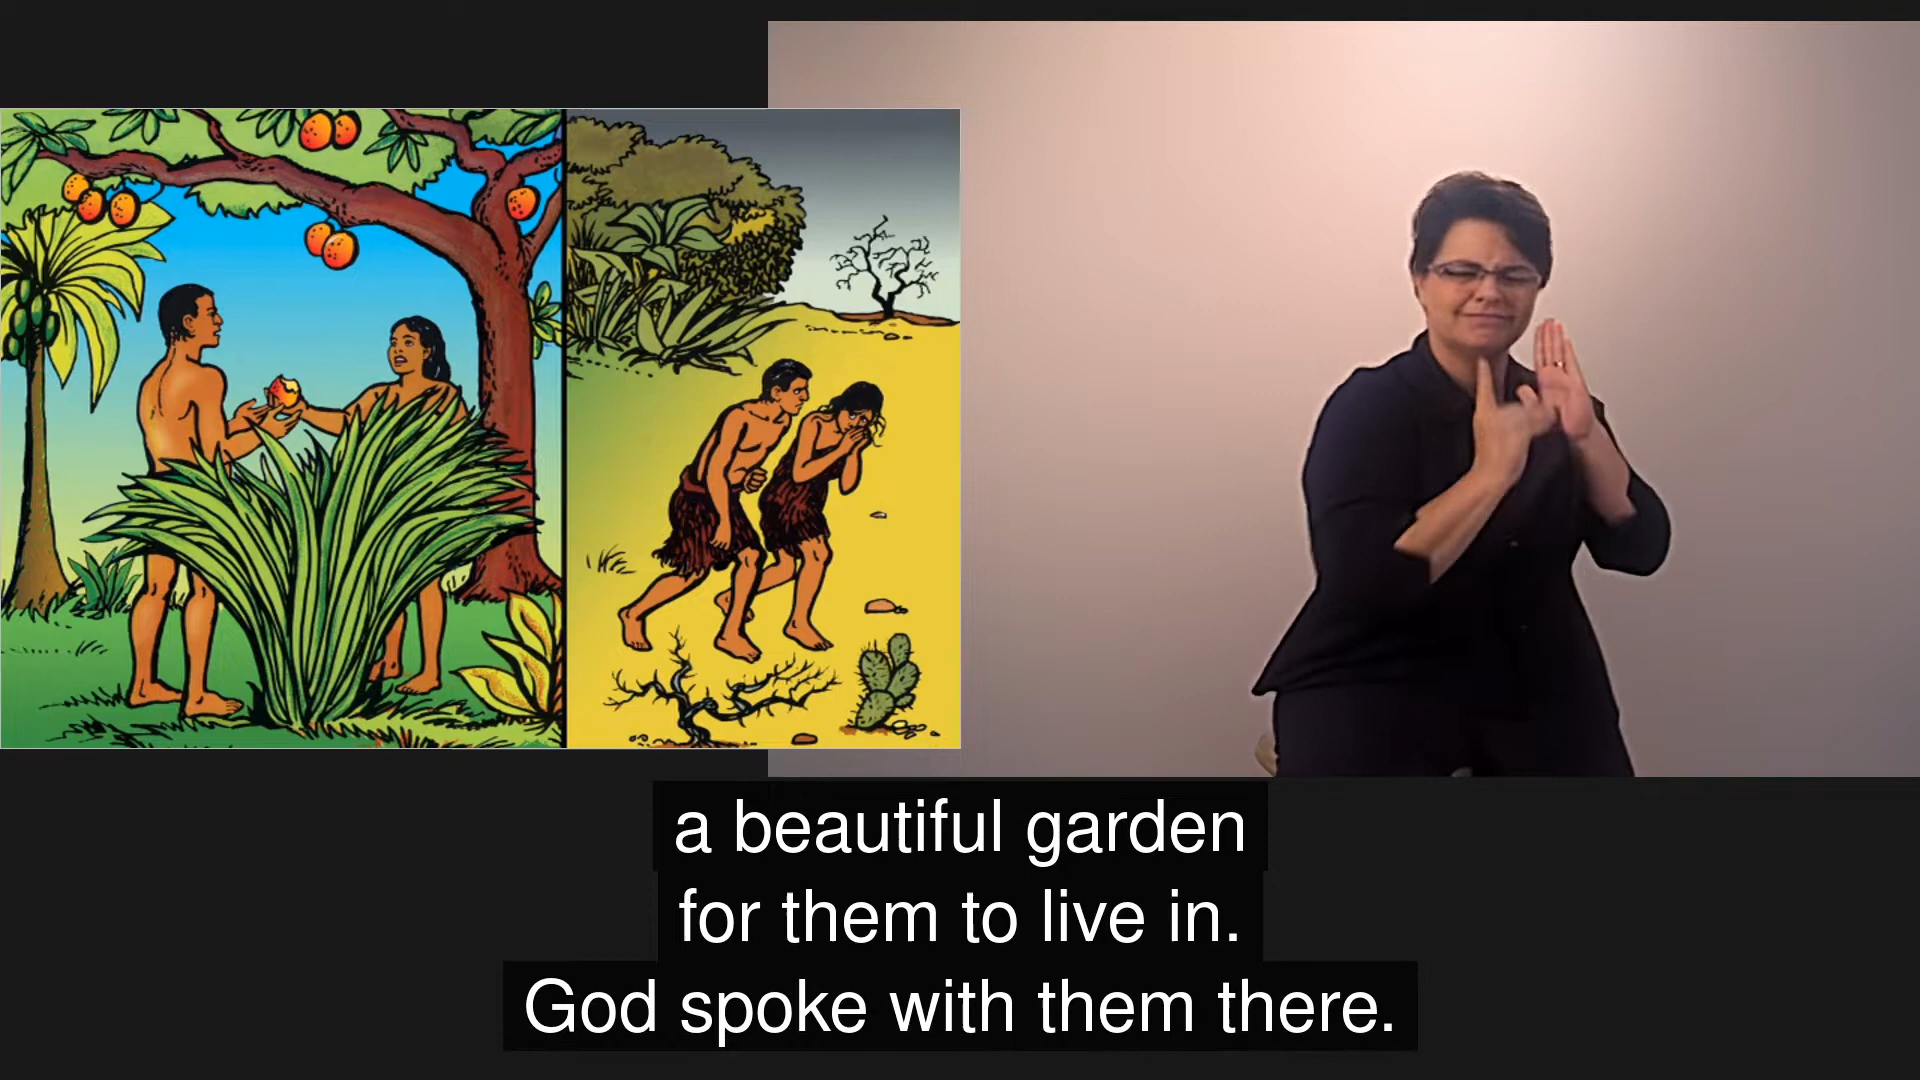 a beautiful garden
for them to live in.
God spoke with them there.